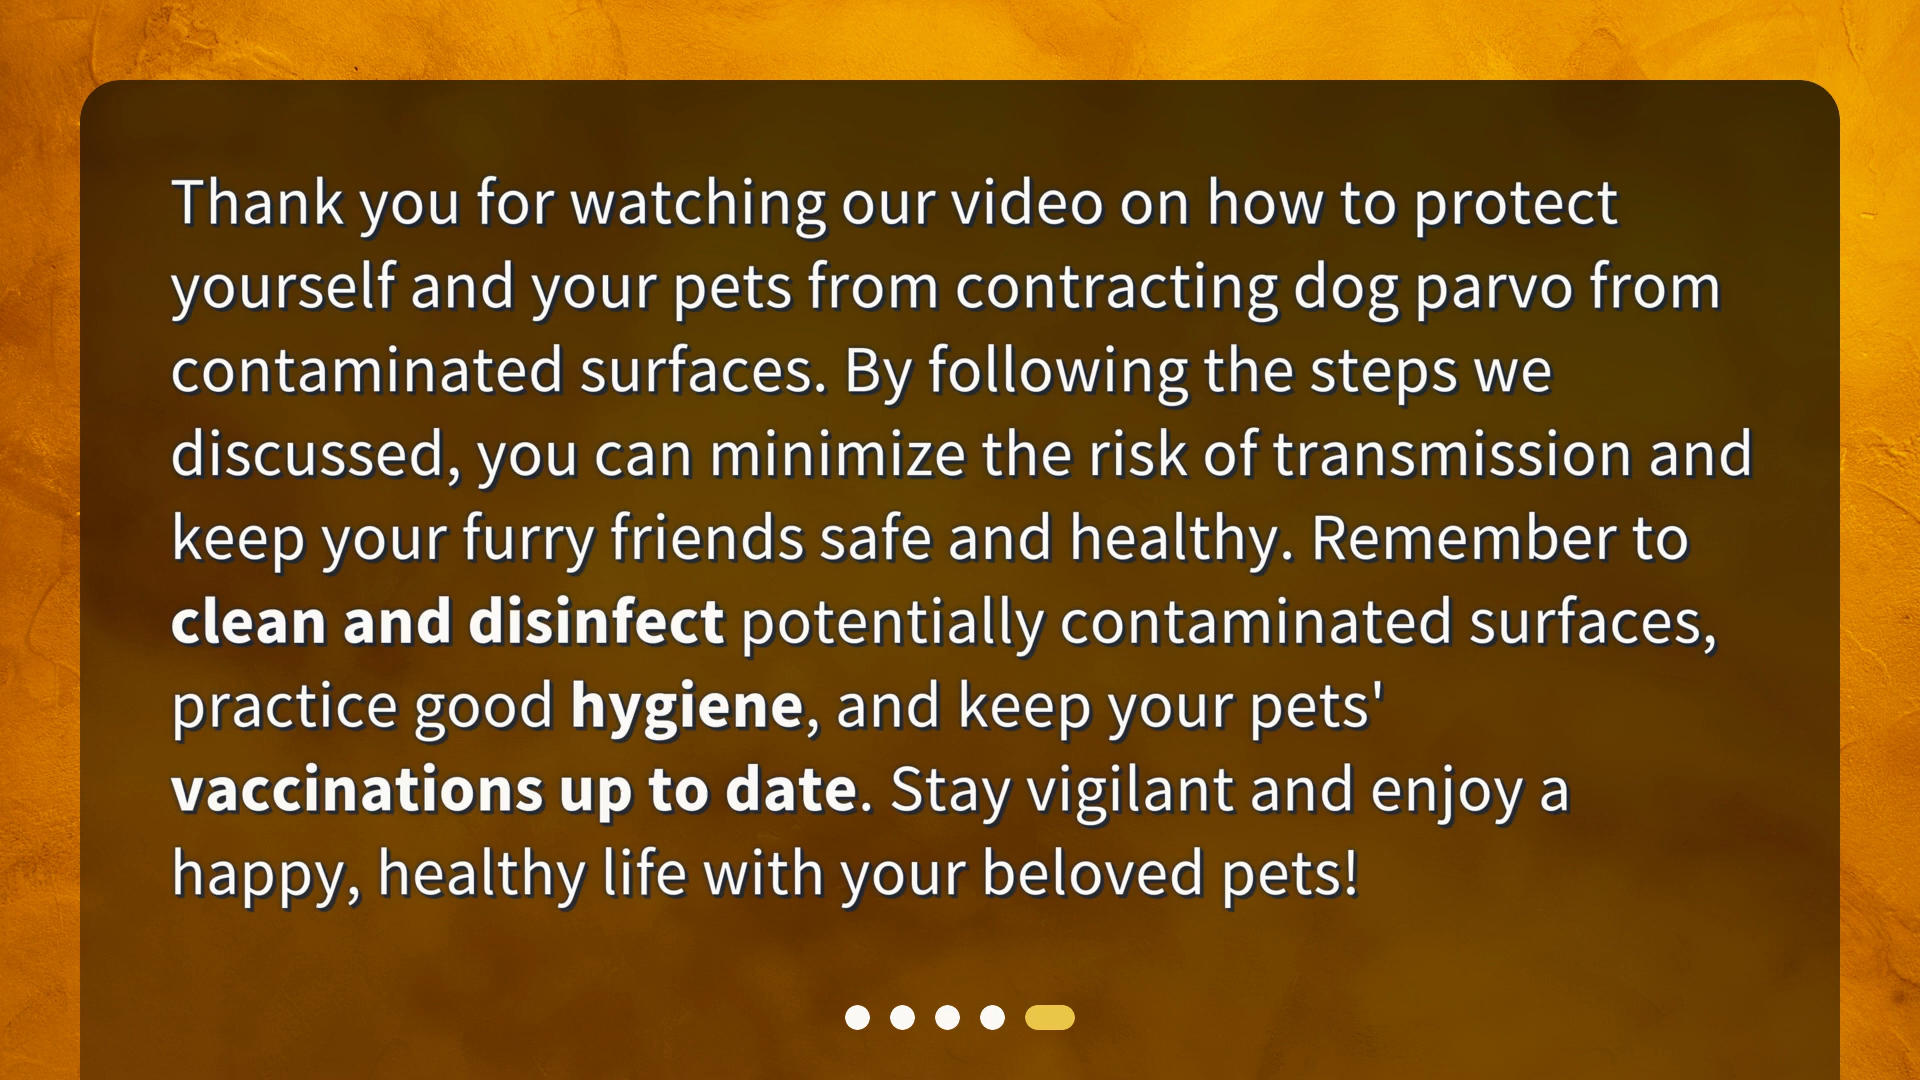 Thank you for watching our video on how to protect
yourself and your pets from contracting dog parvo from
contaminated surfaces. By following the steps we
discussed, you can minimize the risk of transmission and
keep your furry friends safe and healthy. Remember to
clean and disinfect potentially contaminated surfaces,
practice good hygiene, and keep your pets'
vaccinations up to date. Stay vigilant and enjoy a
happy, healthy life with your beloved pets!